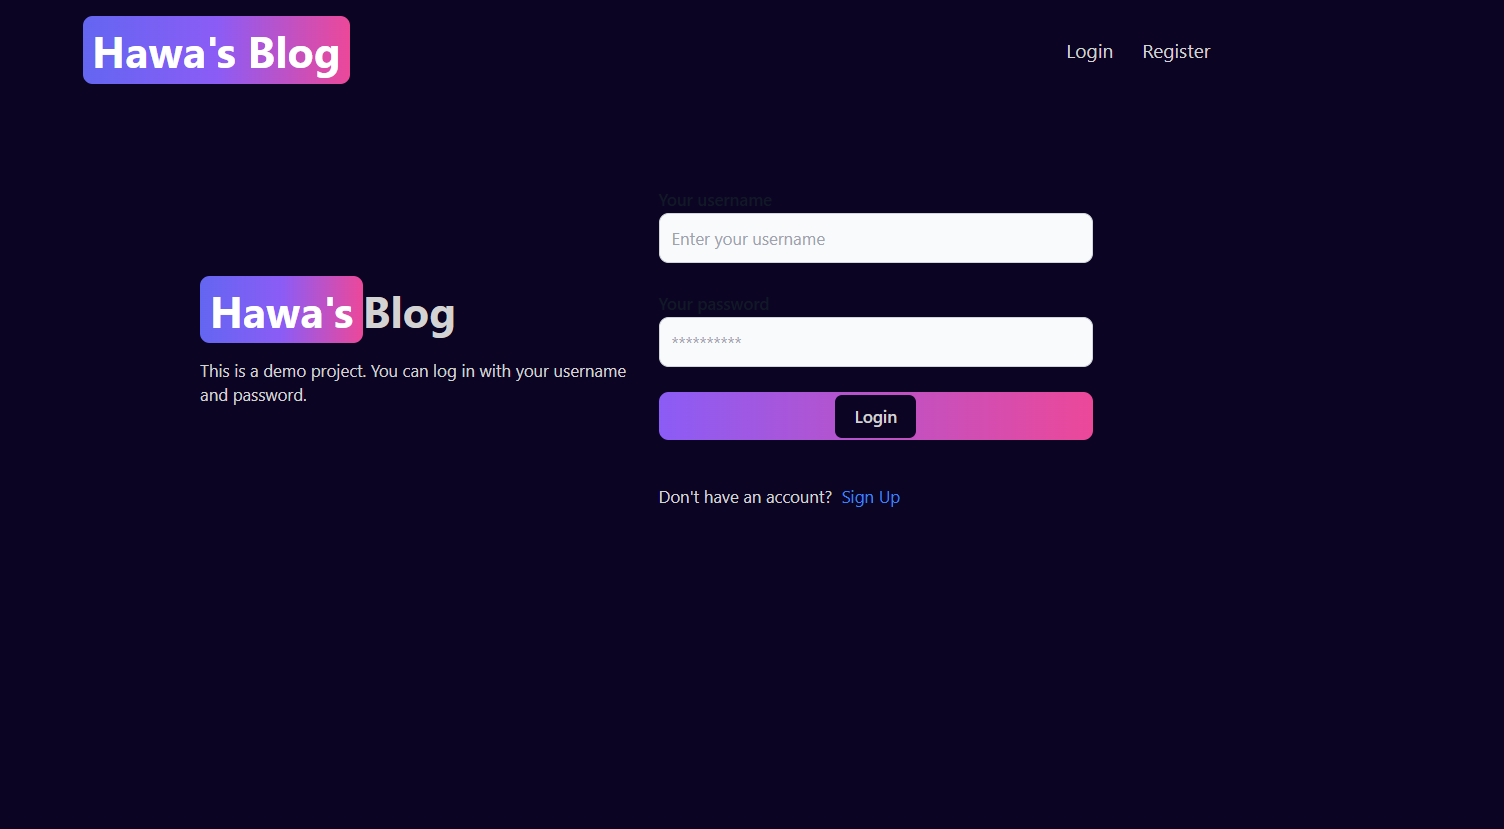 Hawa's Blog
Login
Register
Hawa's Blog
This is a demo project. You can log in with your username
and password.
Your username
Enter your username
Your password
**********
Login
Don't have an account? Sign Up